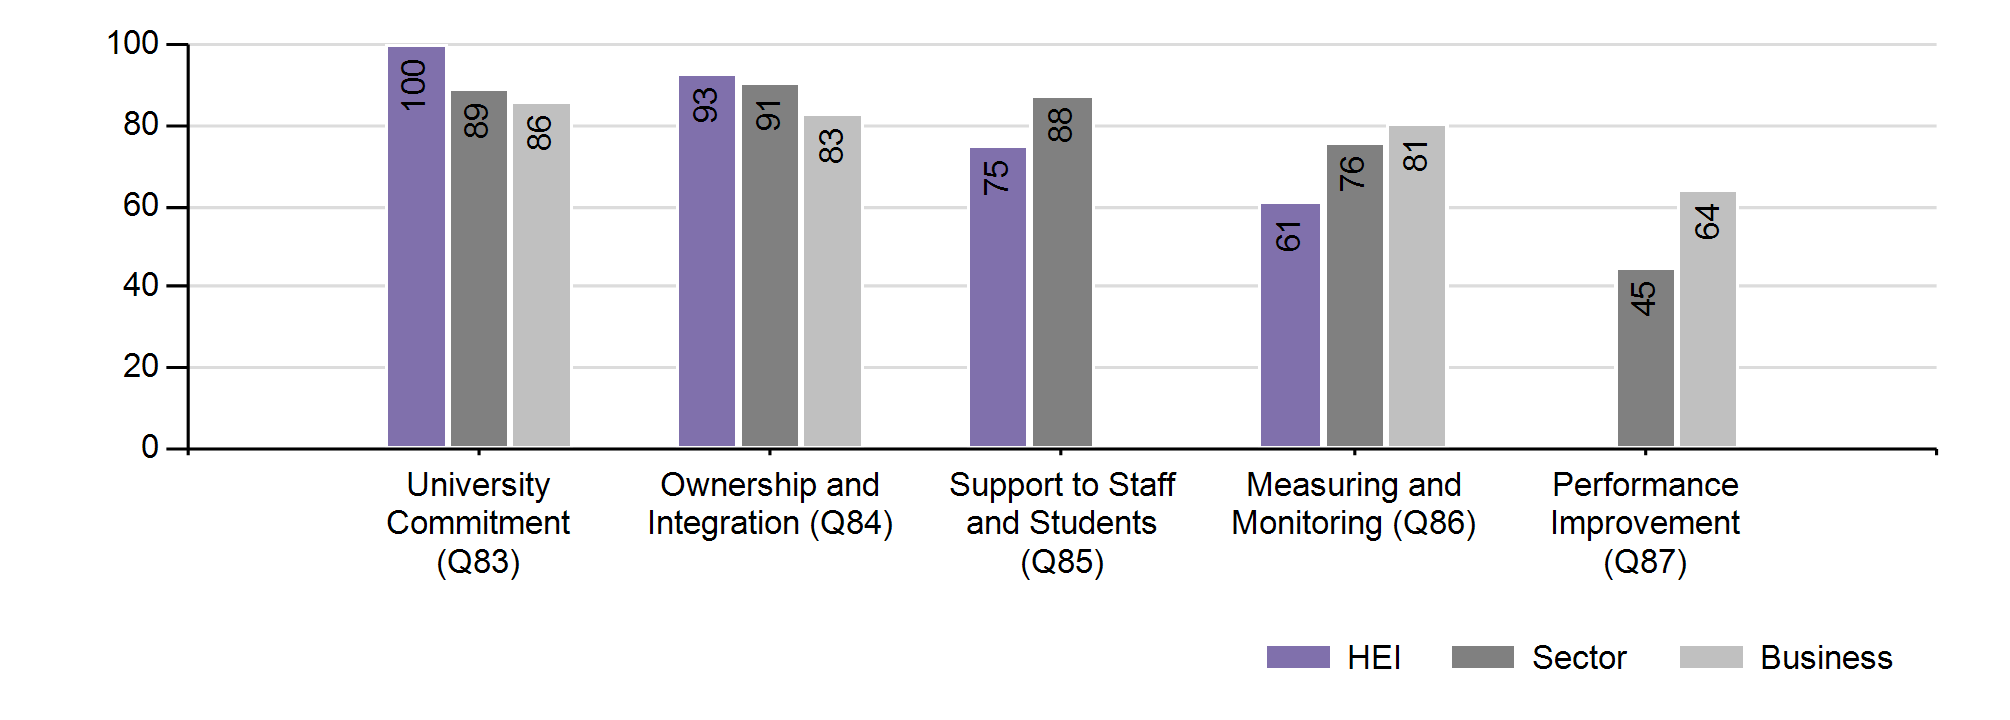 100
80
60
40
20
0
100
89
86
93
91
83
75
88
61
76
81
45
64
University
Commitment
(Q83)
Ownership and
Integration (Q84)
Support to Staff
and Students
(Q85)
Measuring and
Monitoring (Q86)
Performance
Improvement
(Q87)
HEI
Sector
Business